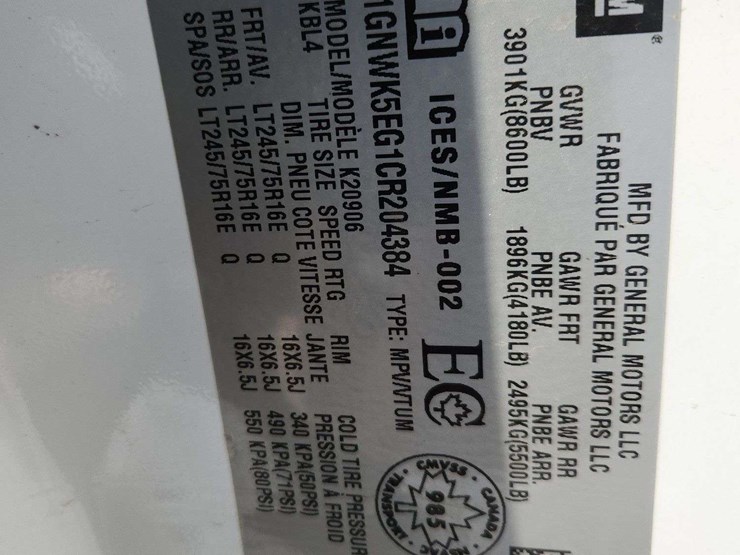 M
MFD BY GENERAL MOTORS LLC
FABRIQUÉ PAR GENERAL MOTORS LLC
GVWR GAWR FRT GAWR RR
PNBV PNBE AV. PNBE ARR.
3901KG(8600LB) 1896KG(4180LB) 2495KG(5500LB)
i ICES/NMB-002 EC
1GNWK5EG1CR204384 TYPE: MPV/VTUM
MODEL/MODÈLE K20906
KBL4 TIRE SIZE SPEED RTG RIM COLD TIRE PRESSUR
DIM. PNEU COTE VITESSE JANTE PRESSION À FROID
FRT/AV. LT245/75R16E Q 16X6.5J 340 KPA(50PSI)
RR/ARR. LT245/75R16E Q 16X6.5J 490 KPA(71PSI)
SPA/SOS LT245/75R16E Q 16X6.5J 550 KPA(80PSI)
CANADA
CMVSS
985
TRANSPORT